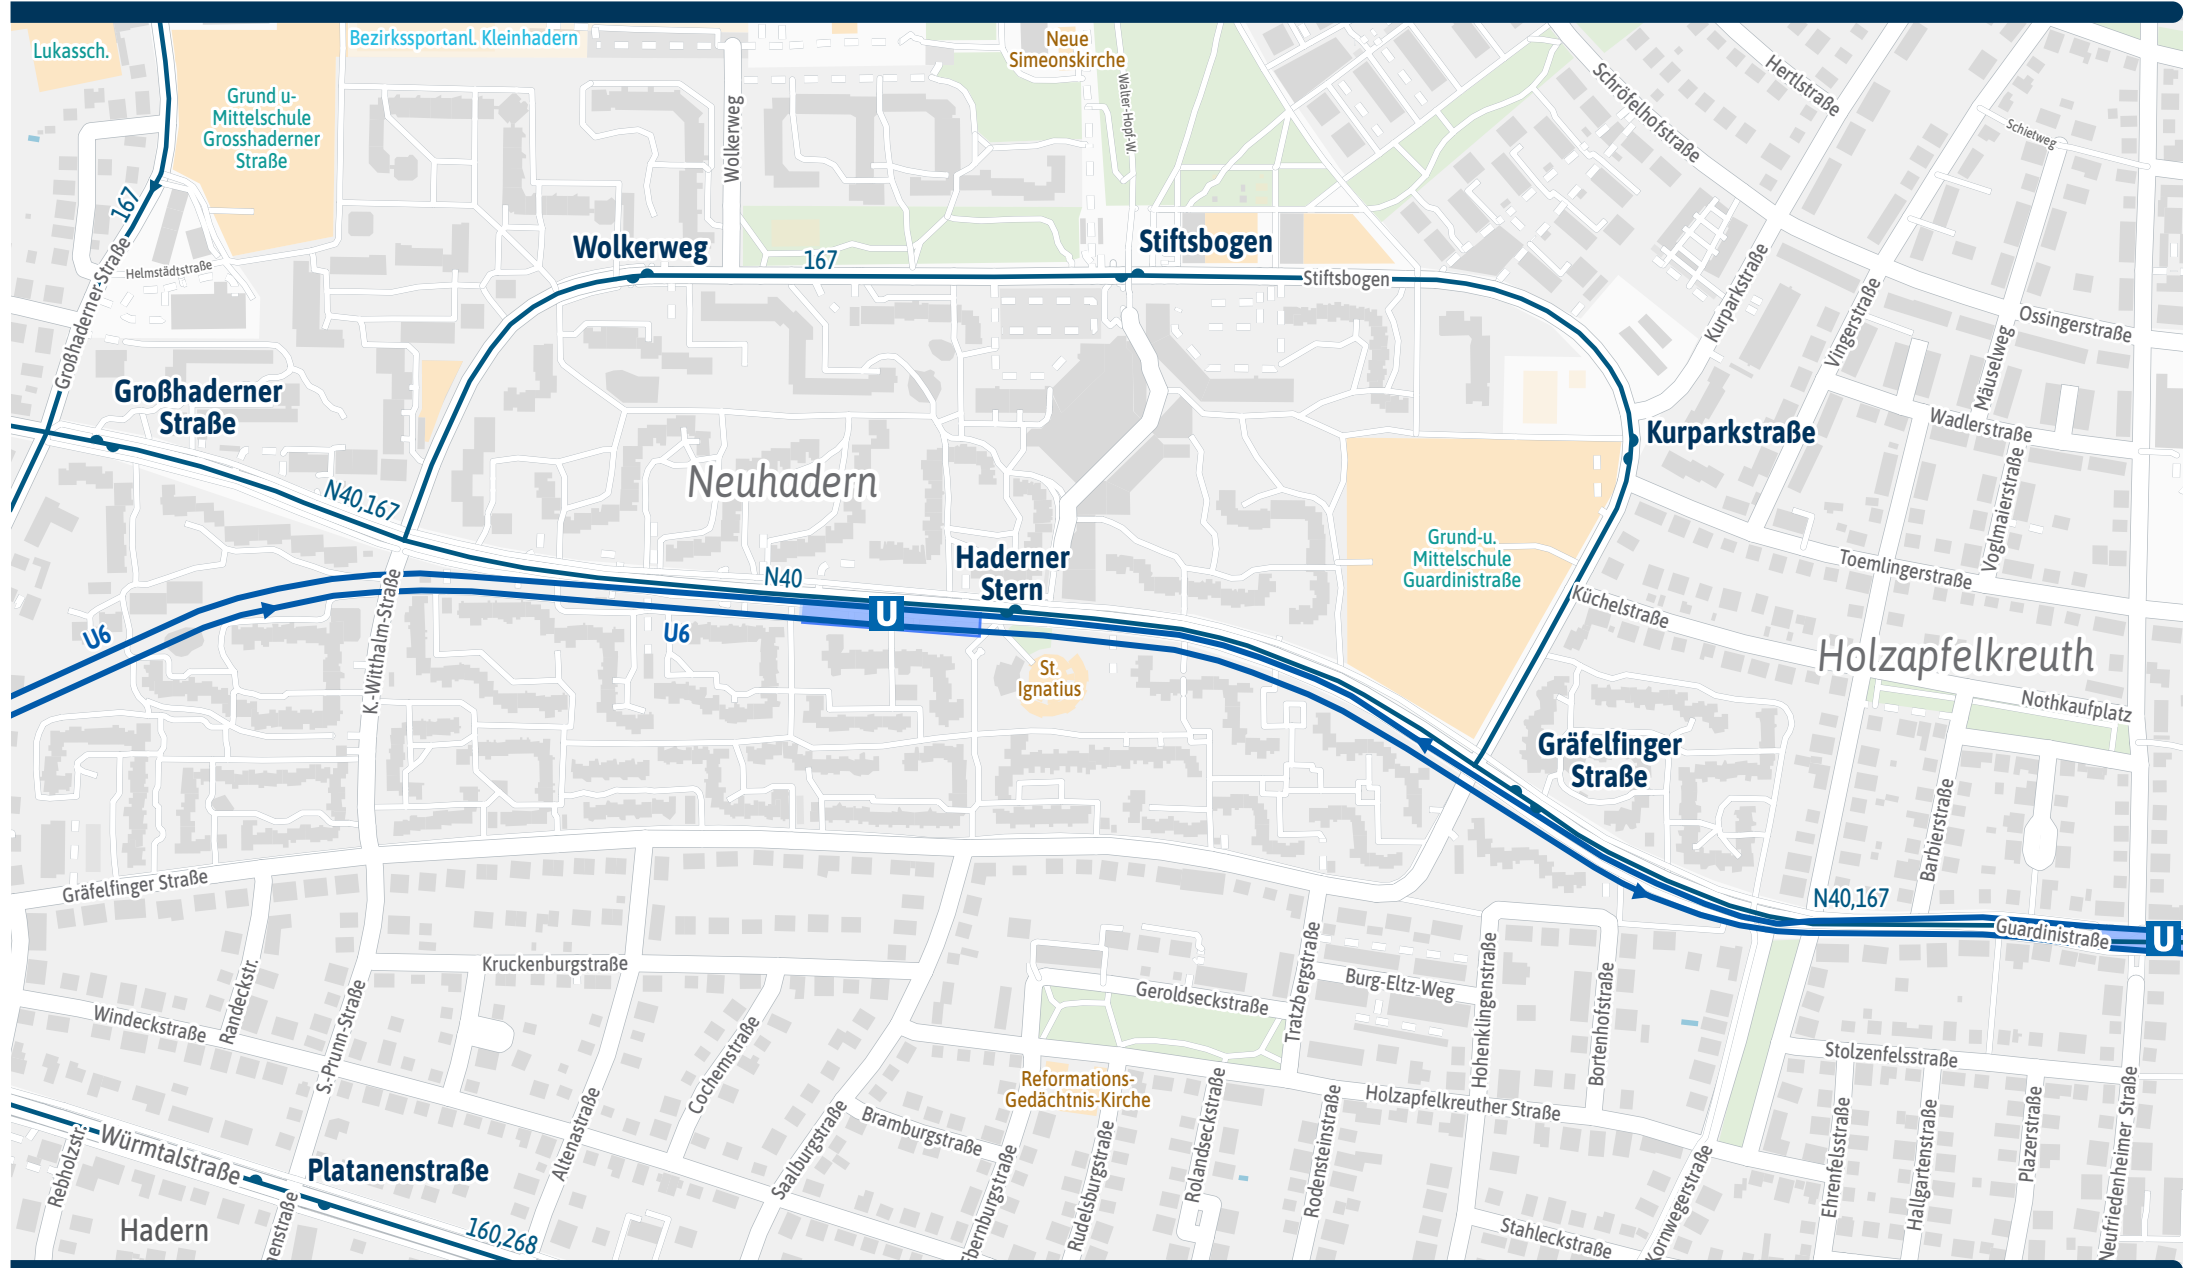 Lukassch.
Bezirkssportanl. Kleinhadern
Neue
Simeonskirche
Grund u-
Mittelschule
Grosshaderner
Straße
Wolkerweg
Walter-Hopf-W.
Schröfelhofstraße
Hertlstraße
Schietweg
167
Großhaderner-Straße
Helmstädtstraße
Wolkerweg
167
Stiftsbogen
Stiftsbogen
Kurparkstraße
Vingerstraße
Mäuselweg
Ossingerstraße
Großhaderner
Straße
Kurparkstraße
Wadlerstraße
Voglmaierstraße
Neuhadern
N40,167
Haderner
Stern
N40
U
Grund-u.
Mittelschule
Guardinistraße
Toemlingerstraße
Küchelstraße
U6
U6
K.-Witthalm-Straße
St.
Ignatius
Holzapfelkreuth
Nothkaufplatz
Gräfelfinger
Straße
Barbierstraße
N40,167
Guardinistraße
U
Gräfelfinger Straße
Randeckstr.
Kruckenburgstraße
Windeckstraße
S.-Prunn-Straße
Cochemstraße
Altenastraße
Saalburgstraße
Bramburgstraße
Geroldseckstraße
Tratzbergstraße
Burg-Eltz-Weg
Hohenklingenstraße
Bortenhofstraße
Stolzenfelsstraße
Reformations-
Gedächtnis-Kirche
Holzapfelkreuther Straße
Rudelsburgstraße
Rolandseckstraße
Rodensteinstraße
Stahleckstraße
Kornwegerstraße
Ehrenfelsstraße
Hallgartenstraße
Plazerstraße
Neufriedenheimer Straße
Würmtalstraße
Rebholzstr.
Platanenstraße
160,268
Hadern